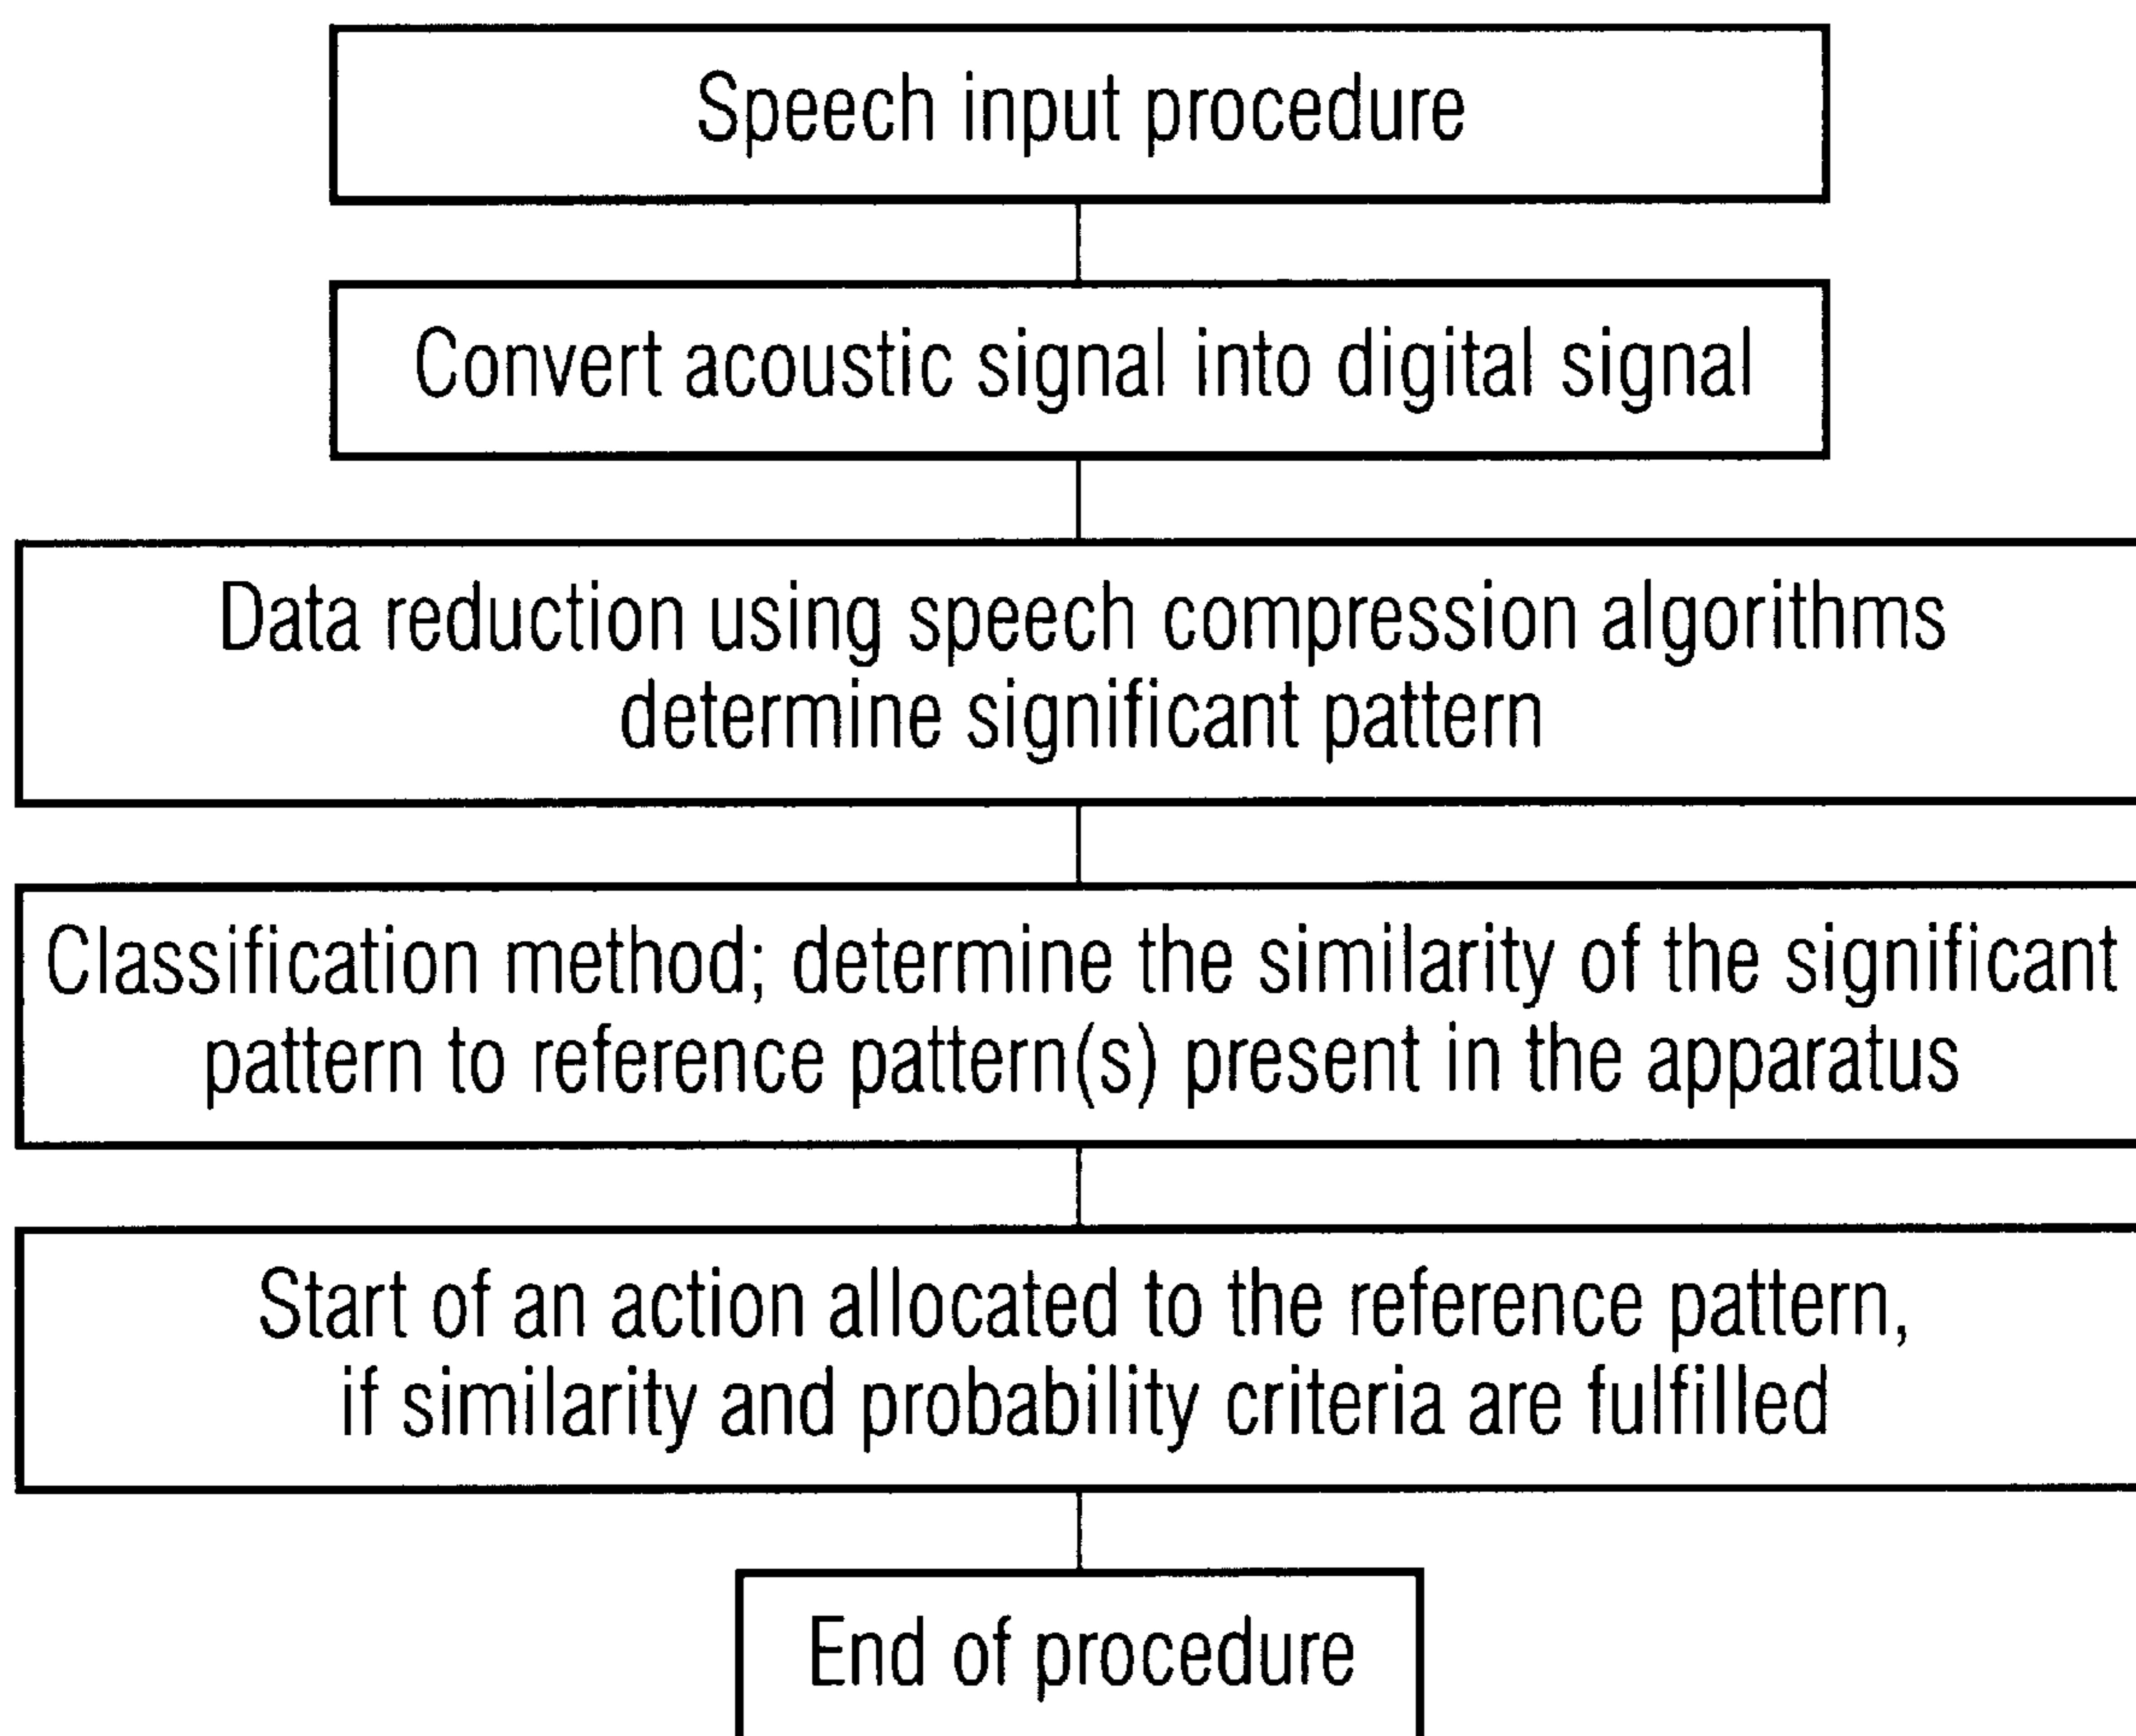 Speech input procedure
Convert acoustic signal into digital signal
Data reduction using speech compression algorithms
determine significant pattern
Classification method; determine the similarity of the significant
pattern to reference pattern(s) present in the apparatus
Start of an action allocated to the reference pattern,
if similarity and probability criteria are fulfilled
End of procedure